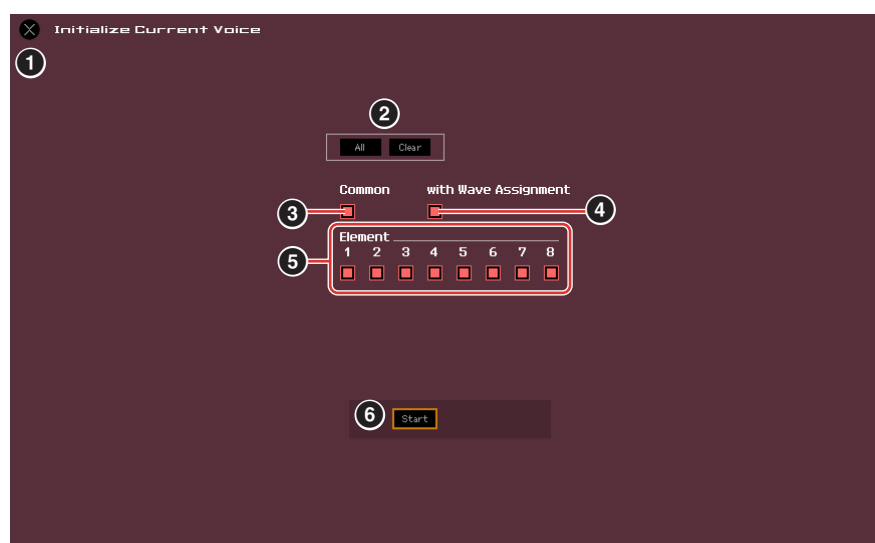 Initialize Current Voice
1
2
All Clear
Common with Wave Assignment
3
4
Element
5
1 2 3 4 5 6 7 8
6
Start